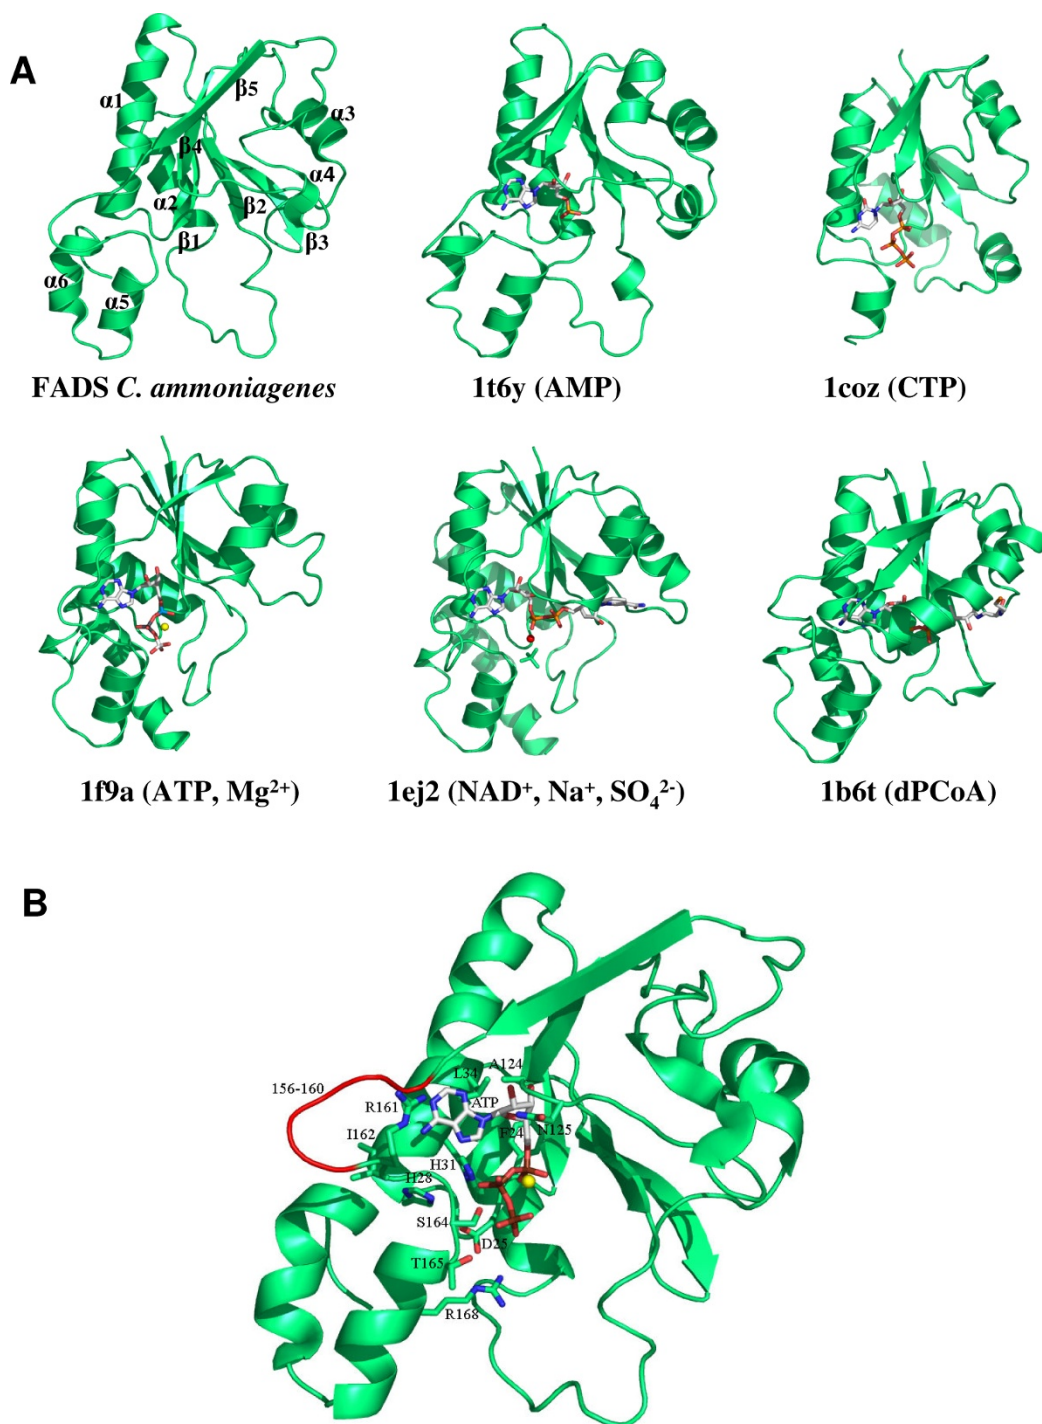 A
α1
β5
α3
β4
α4
α2
β2
β1
β3
α6
α5
FADS C. ammoniagenes
1t6y (AMP)
1coz (CTP)
1f9a (ATP, Mg²⁺)
1ej2 (NAD⁺, Na⁺, SO₄²⁻)
1b6t (dPCoA)
B
A124
L34
156-160
R161
ATP
F24
N125
I162
H31
H28
S164
D25
T165
R168